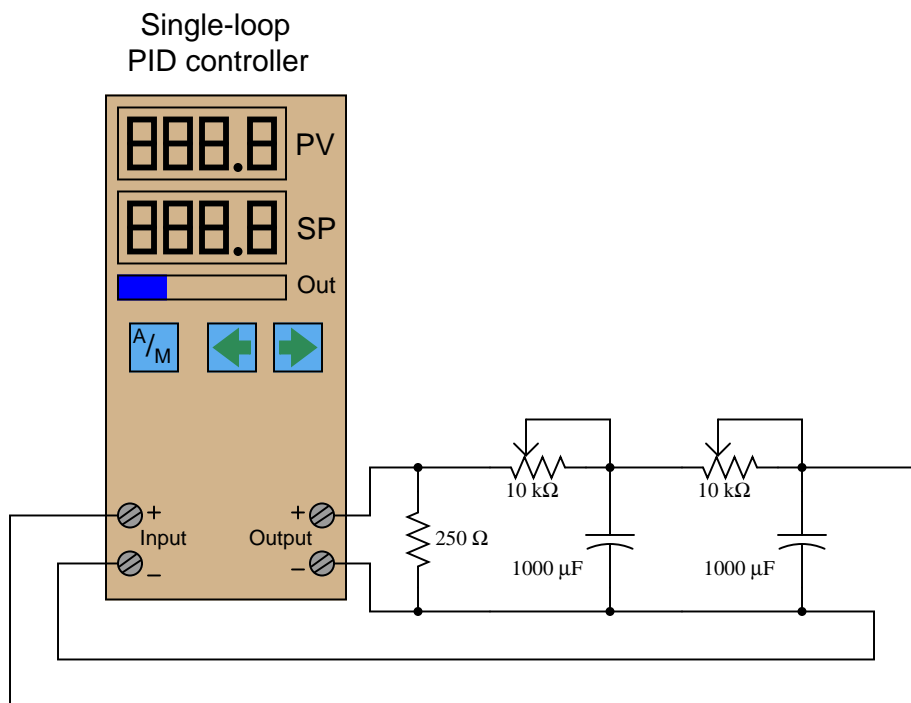 Single-loop
PID controller
888.8 PV
888.8 SP
Out
A/M
+ Input
−
Output +
−
250 Ω
10 kΩ
10 kΩ
1000 μF
1000 μF